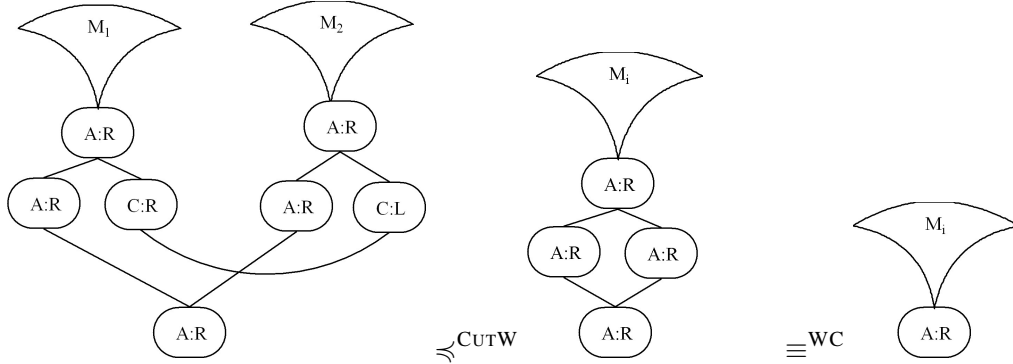 M1 M2
Mi
A:R A:R
A:R
A:R C:R A:R C:L
Mi
A:R A:R
A:R A:R A:R
≼CUTW ≡WC